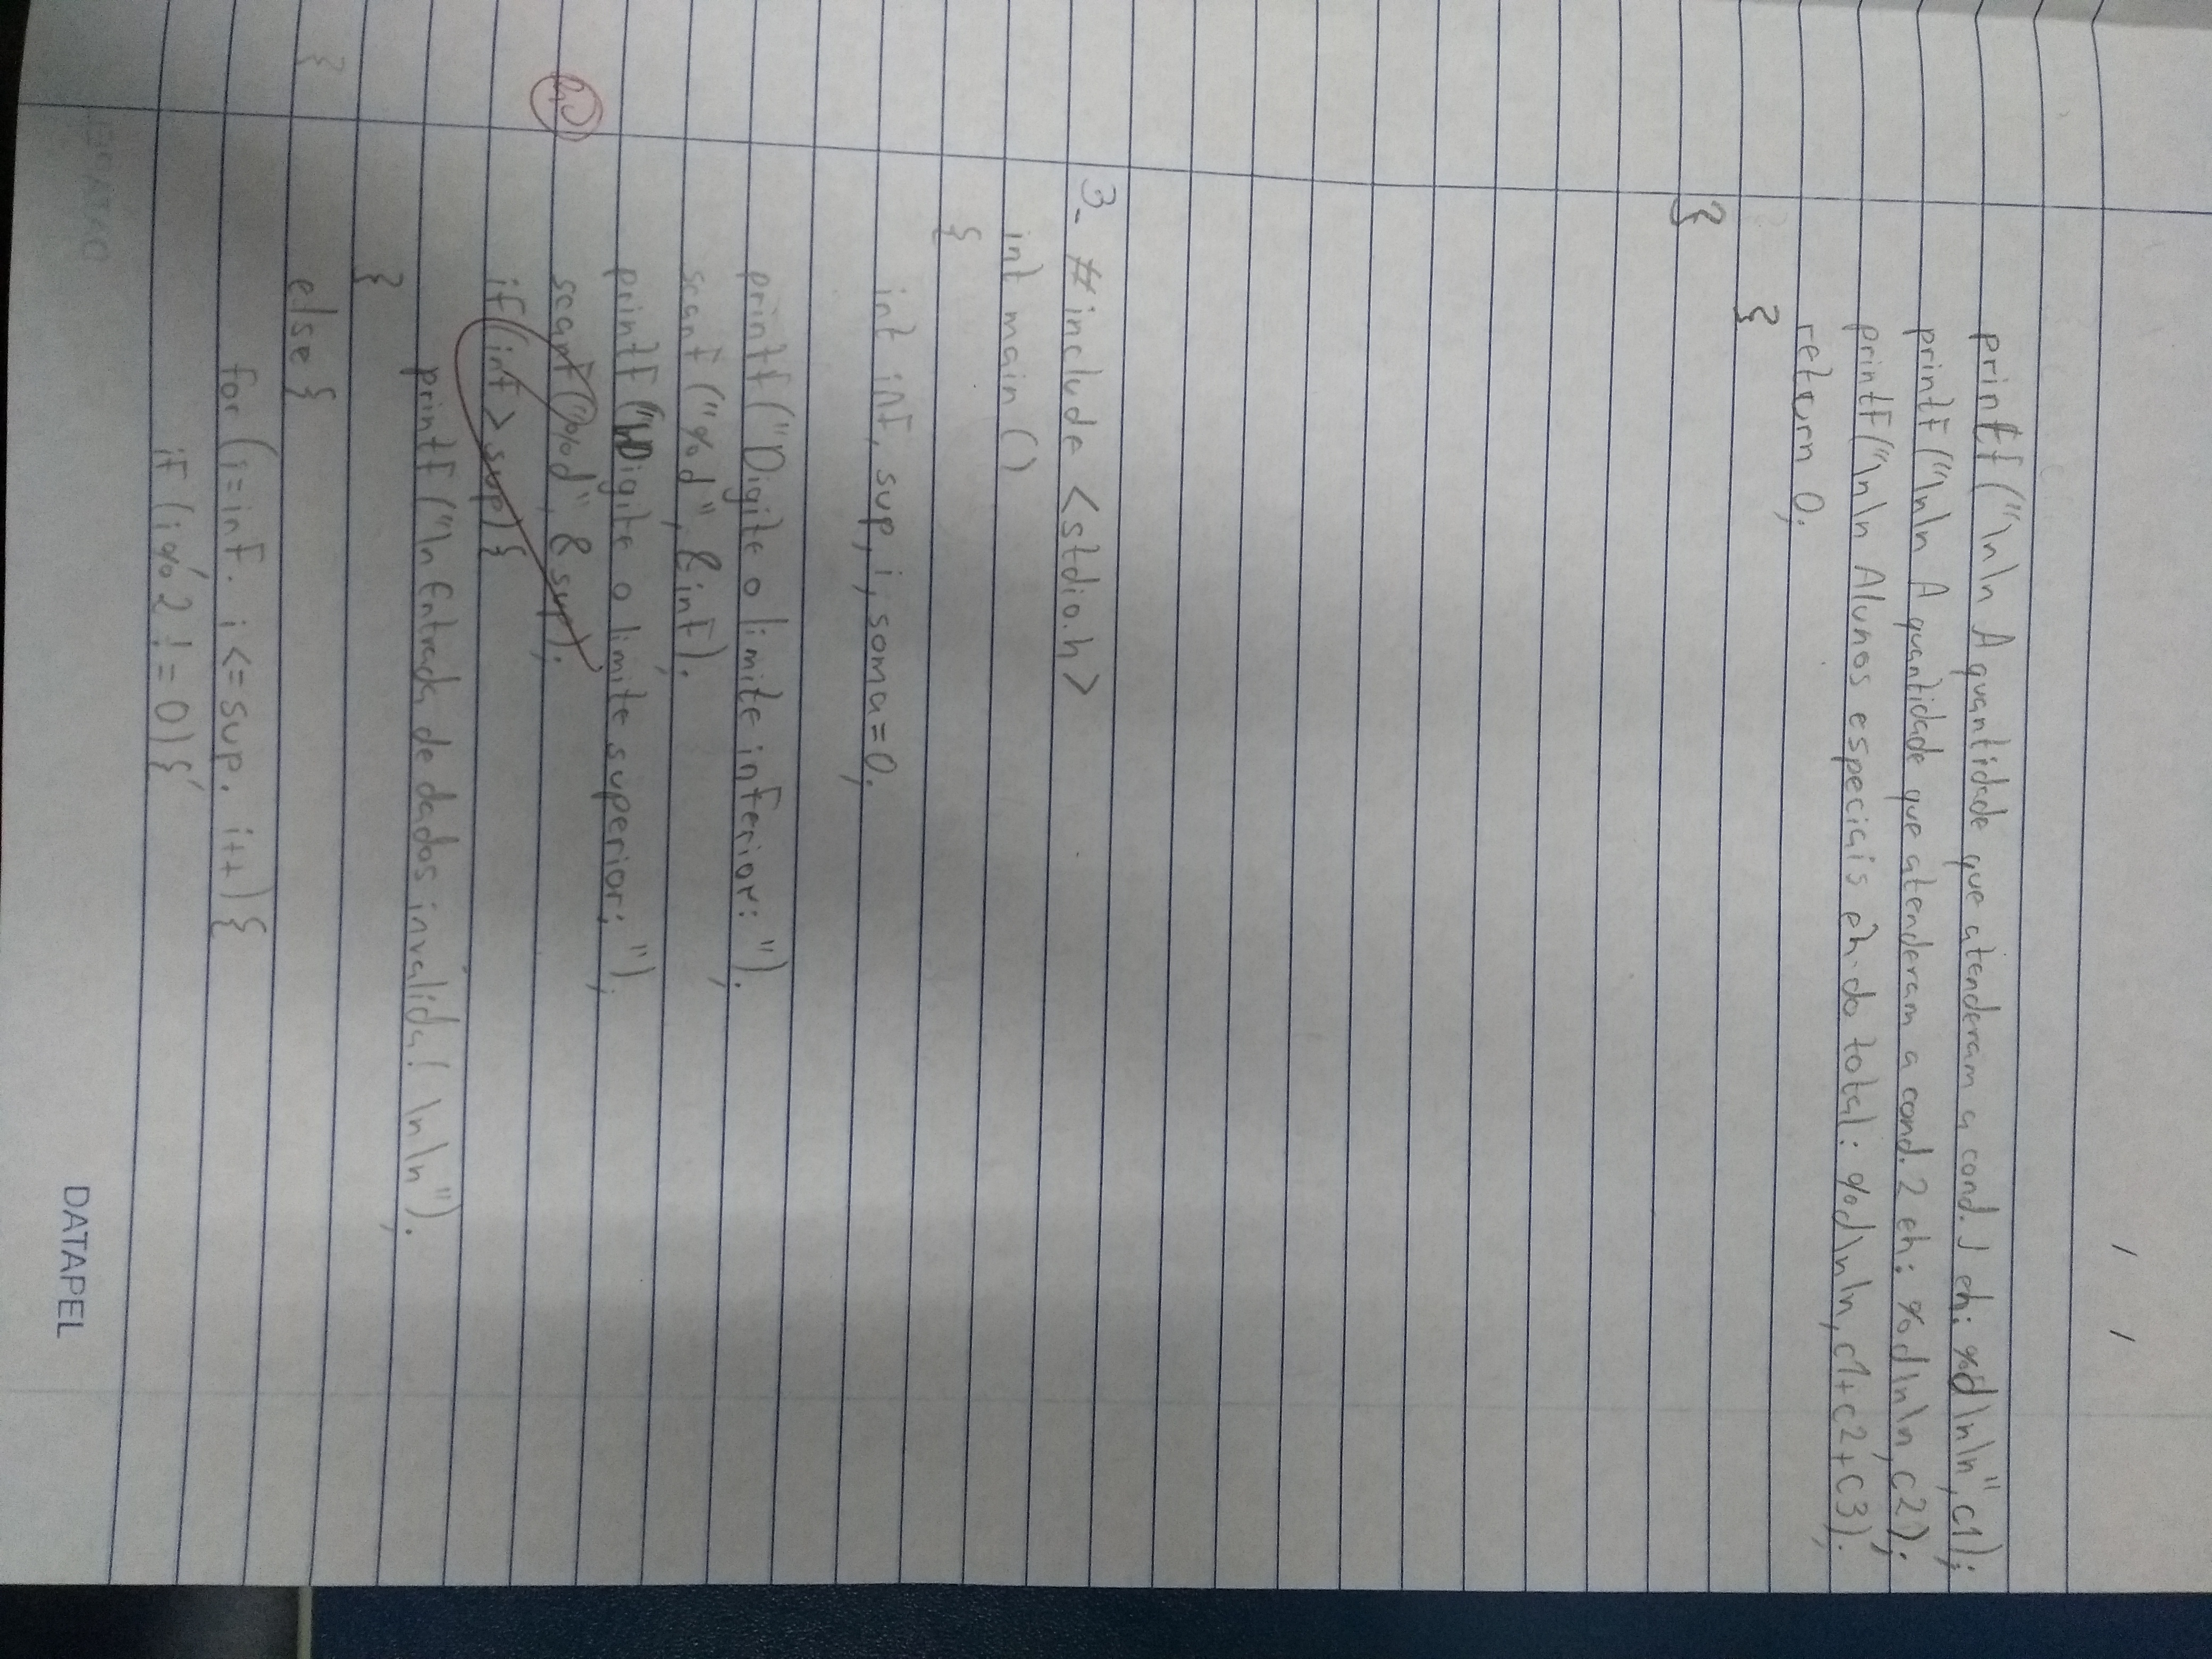 / /
printf("\n\n A quantidade que atenderam a cond. 1 eh: %d\n\n", c1);
printf("\n\n A quantidade que atenderam a cond. 2 eh: %d\n\n, c2);
printf("\n\n Alunos especiais eh do total: %d\n\n, c1+c2+c3);
return 0;
}
}
3- #include <stdio.h>
int main ()
{
int inf, sup, i, soma=0;
printf("Digite o limite inferior: ");
scanf ("%d", &inf);
printf ("Digite o limite superior: ");
scanf ("%d", &sup);
if (inf > sup) {
printf ("\n Entrada de dados inválida! \n\n");
}
else {
}
for (i=inf; i <= sup; i++) {
if (i % 2 != 0) {
DATAPEL